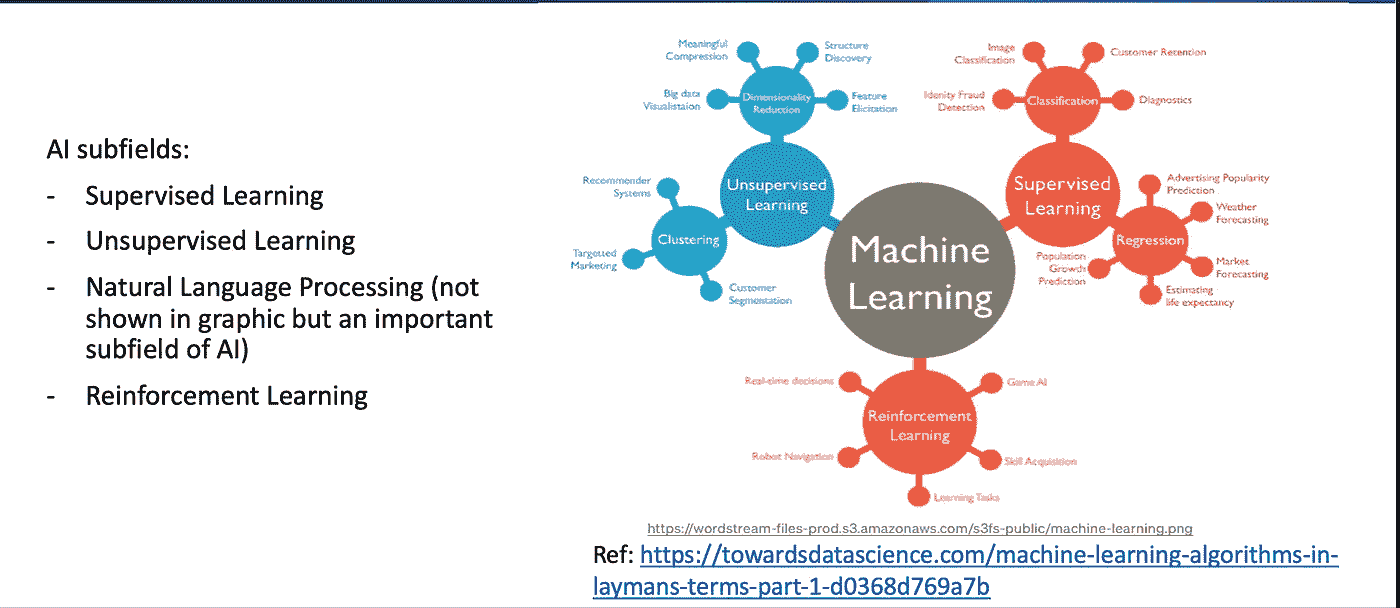 AI subfields:
- Supervised Learning
- Unsupervised Learning
- Natural Language Processing (not
shown in graphic but an important
subfield of AI)
- Reinforcement Learning
Meaningful
Compression
Structure
Discovery
Big data
Visualistaion
Dimensionality
Reduction
Feature
Elicitation
Recommender
Systems
Unsupervised
Learning
Clustering
Targetted
Marketing
Customer
Segmentation
Machine
Learning
Image
Classification
Customer Retention
Idenity Fraud
Detection
Classification
Diagnostics
Supervised
Learning
Advertising Popularity
Prediction
Weather
Forecasting
Regression
Population
Growth
Prediction
Market
Forecasting
Estimating
life expectancy
Real-time decisions
Game AI
Reinforcement
Learning
Robot Navigation
Skill Acquisition
Learning Tasks
https://wordstream-files-prod.s3.amazonaws.com/s3fs-public/machine-learning.png
Ref: https://towardsdatascience.com/machine-learning-algorithms-in-
laymans-terms-part-1-d0368d769a7b